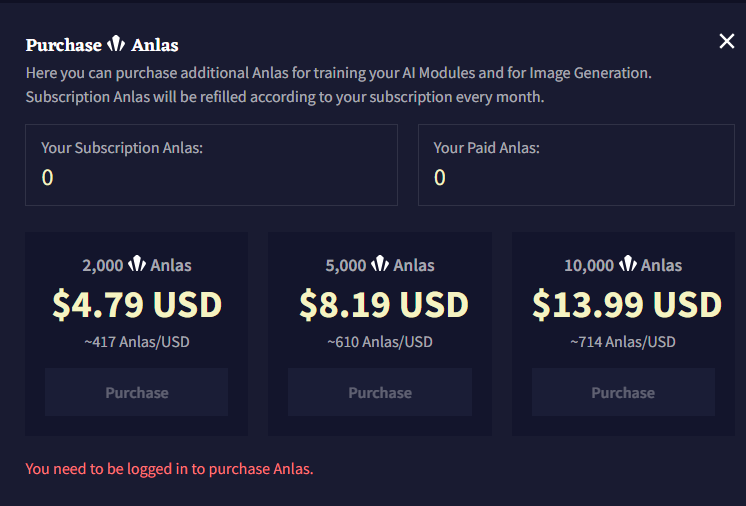 Purchase Anlas
Here you can purchase additional Anlas for training your AI Modules and for Image Generation.
Subscription Anlas will be refilled according to your subscription every month.
Your Subscription Anlas:
0
Your Paid Anlas:
0
2,000 Anlas
$4.79 USD
~417 Anlas/USD
Purchase
5,000 Anlas
$8.19 USD
~610 Anlas/USD
Purchase
10,000 Anlas
$13.99 USD
~714 Anlas/USD
Purchase
You need to be logged in to purchase Anlas.